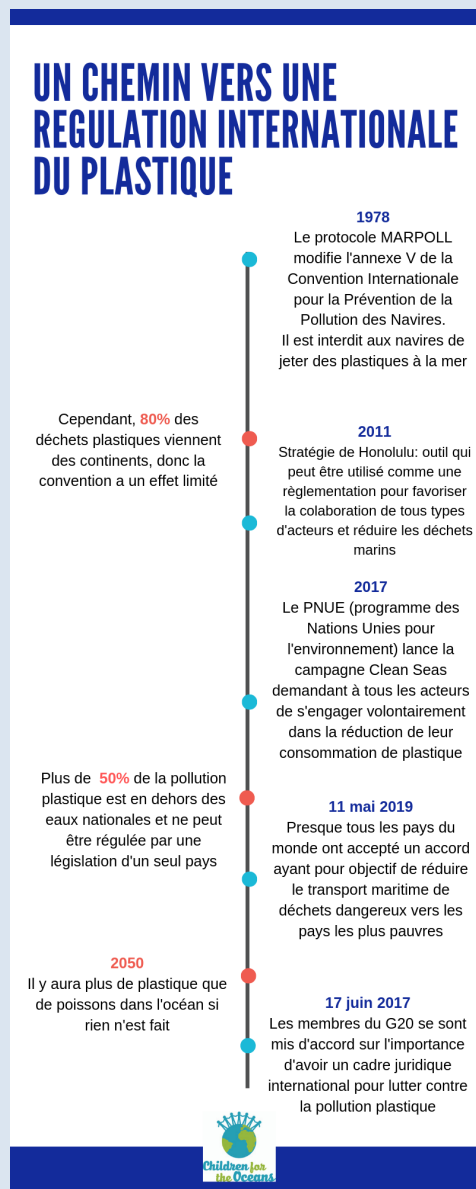 UN CHEMIN VERS UNE
REGULATION INTERNATIONALE
DU PLASTIQUE
1978
Le protocole MARPOLL
modifie l'annexe V de la
Convention Internationale
pour la Prévention de la
Pollution des Navires.
Il est interdit aux navires de
jeter des plastiques à la mer
Cependant, 80% des
déchets plastiques viennent
des continents, donc la
convention a un effet limité
2011
Stratégie de Honolulu: outil qui
peut être utilisé comme une
règlementation pour favoriser
la colaboration de tous types
d'acteurs et réduire les déchets
marins
2017
Le PNUE (programme des
Nations Unies pour
l'environnement) lance la
campagne Clean Seas
demandant à tous les acteurs
de s'engager volontairement
dans la réduction de leur
consommation de plastique
Plus de 50% de la pollution
plastique est en dehors des
eaux nationales et ne peut
être régulée par une
législation d'un seul pays
11 mai 2019
Presque tous les pays du
monde ont accepté un accord
ayant pour objectif de réduire
le transport maritime de
déchets dangereux vers les
pays les plus pauvres
2050
Il y aura plus de plastique que
de poissons dans l'océan si
rien n'est fait
17 juin 2017
Les membres du G20 se sont
mis d'accord sur l'importance
d'avoir un cadre juridique
international pour lutter contre
la pollution plastique
Children for
the Oceans